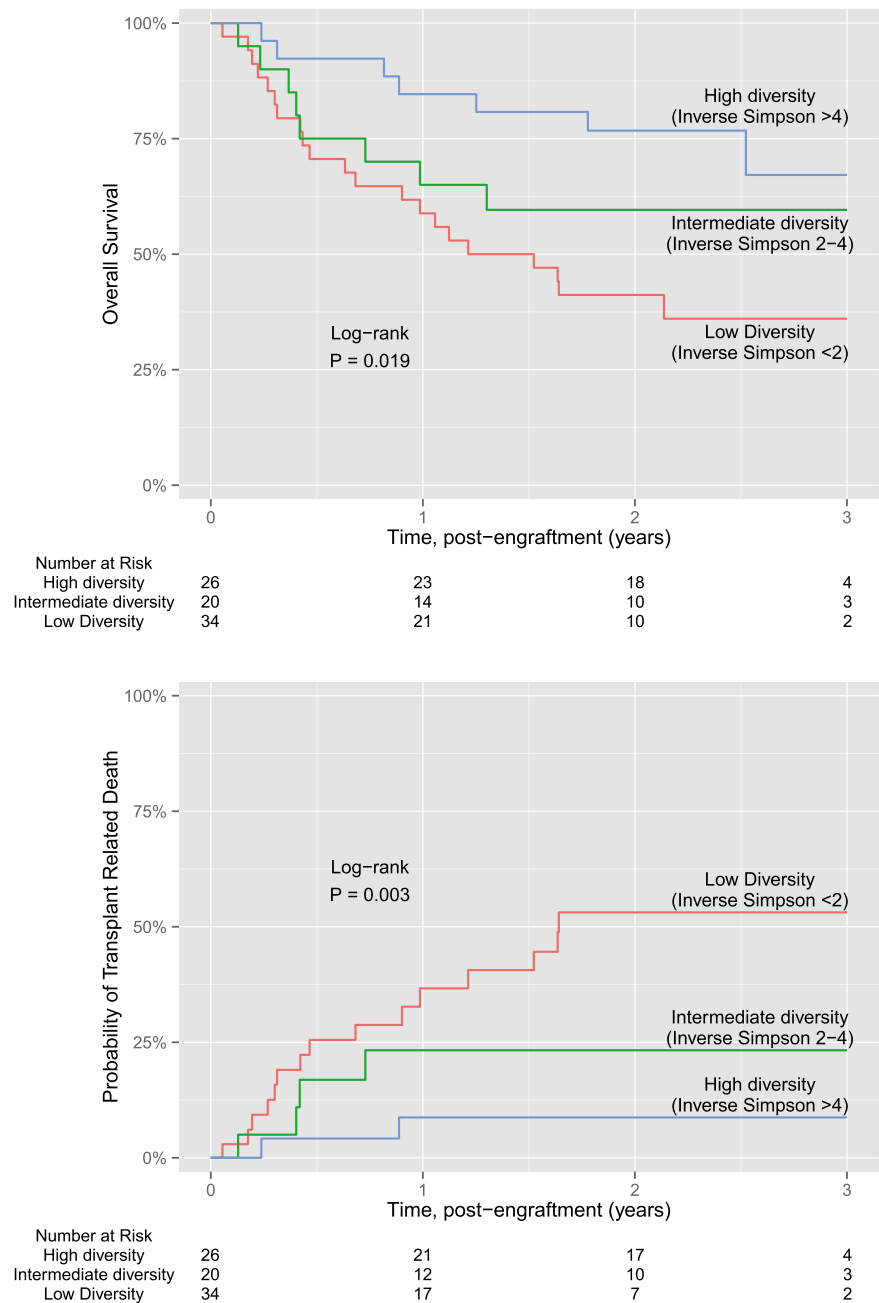 100%
75%
50%
25%
0%
Overall Survival
High diversity
(Inverse Simpson >4)
Intermediate diversity
(Inverse Simpson 2−4)
Low Diversity
(Inverse Simpson <2)
Log−rank
P = 0.019
0 1 2 3
Time, post−engraftment (years)
Number at Risk
High diversity 26 23 18 4
Intermediate diversity 20 14 10 3
Low Diversity 34 21 10 2
100%
75%
50%
25%
0%
Probability of Transplant Related Death
Log−rank
P = 0.003
Low Diversity
(Inverse Simpson <2)
Intermediate diversity
(Inverse Simpson 2−4)
High diversity
(Inverse Simpson >4)
0 1 2 3
Time, post−engraftment (years)
Number at Risk
High diversity 26 21 17 4
Intermediate diversity 20 12 10 3
Low Diversity 34 17 7 2